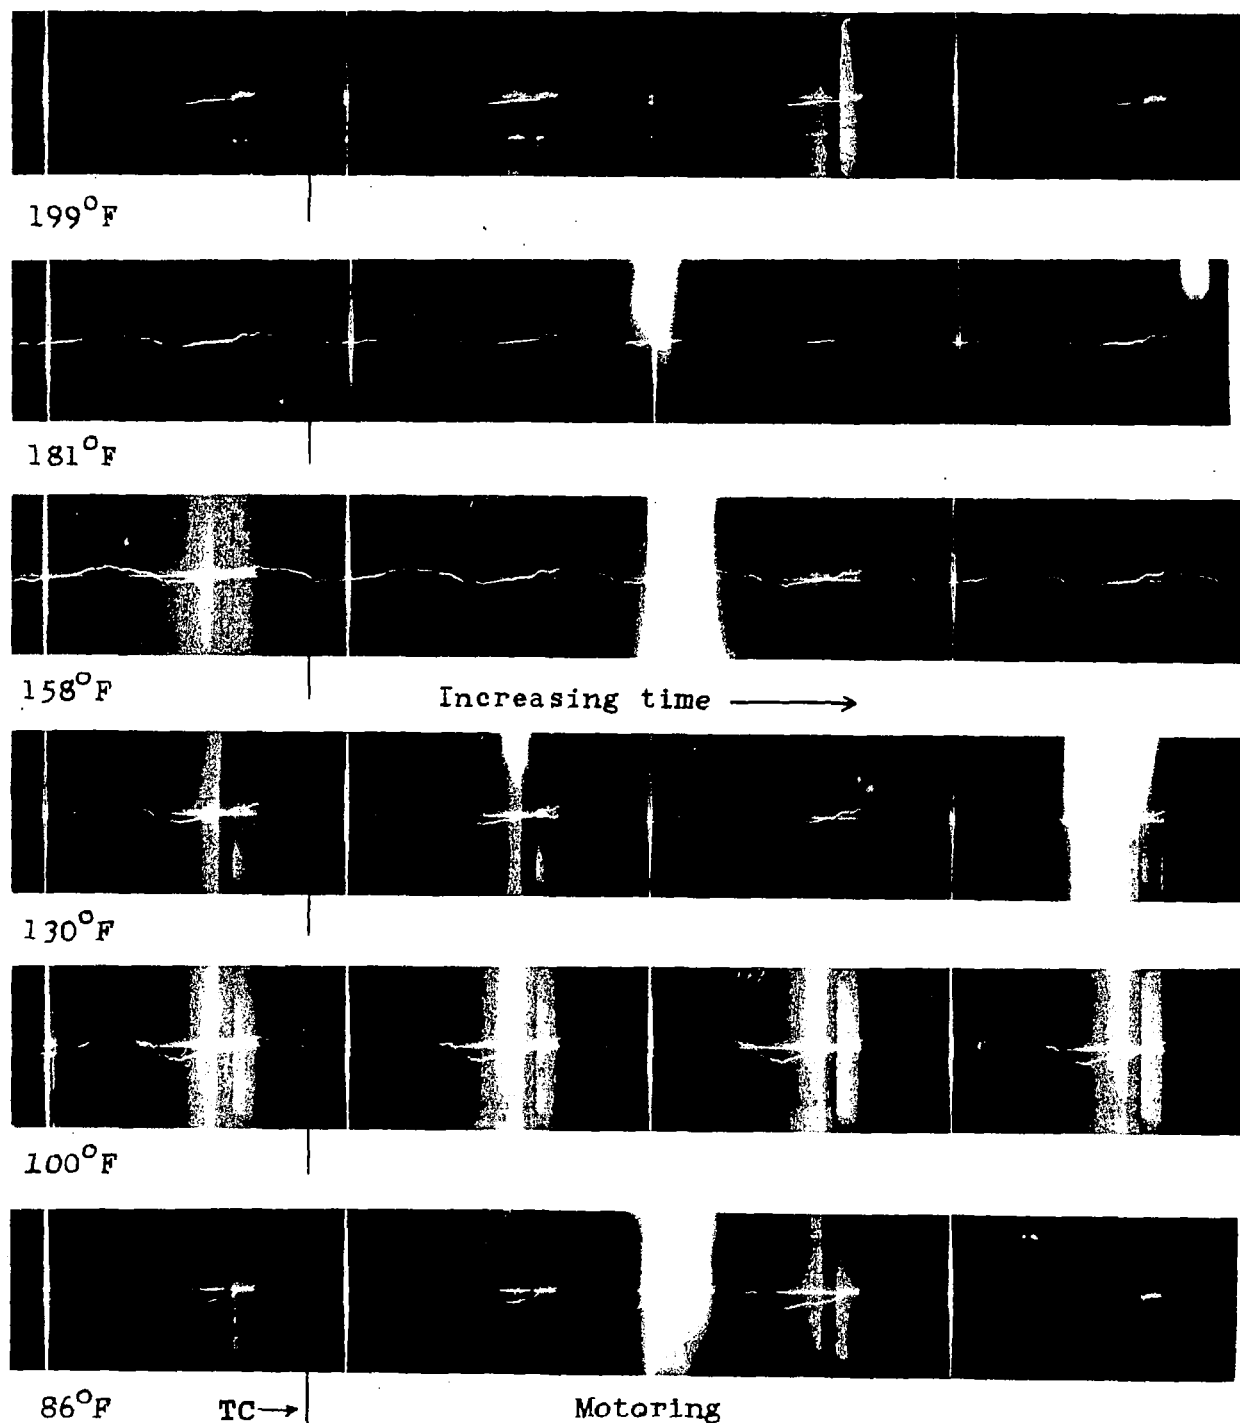 199°F
181°F
158°F
Increasing time →
130°F
100°F
86°F
TC→
Motoring